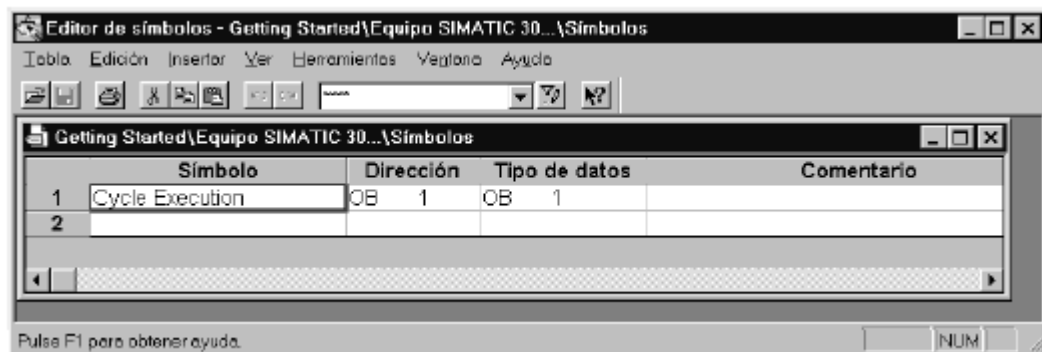 Editor de símbolos - Getting Started\Equipo SIMATIC 30...\Símbolos
Tabla Edición Insertar Ver Herramientas Ventana Ayuda
Getting Started\Equipo SIMATIC 30...\Símbolos
Símbolo Dirección Tipo de datos Comentario
1 Cycle Execution OB 1 OB 1
2
Pulse F1 para obtener ayuda. NUM